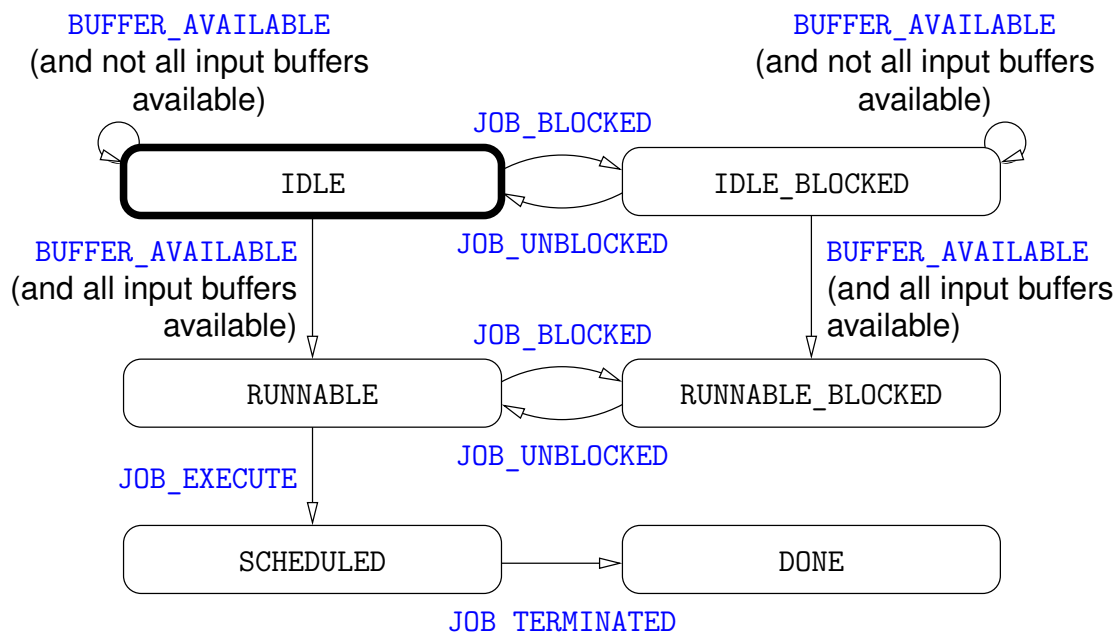 BUFFER_AVAILABLE
(and not all input buffers
available)
BUFFER_AVAILABLE
(and not all input buffers
available)
JOB_BLOCKED
IDLE
IDLE_BLOCKED
JOB_UNBLOCKED
BUFFER_AVAILABLE
(and all input buffers
available)
BUFFER_AVAILABLE
(and all input buffers
available)
JOB_BLOCKED
RUNNABLE
RUNNABLE_BLOCKED
JOB_UNBLOCKED
JOB_EXECUTE
SCHEDULED
DONE
JOB TERMINATED